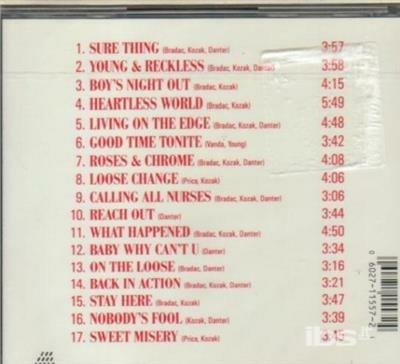 1. SURE THING (Bradac, Kozak, Danter) 3:57
2. YOUNG & RECKLESS (Bradac, Kozak, Danter) 3:58
3. BOY'S NIGHT OUT (Bradac, Kozak) 4:15
4. HEARTLESS WORLD (Bradac, Kozak) 5:49
5. LIVING ON THE EDGE (Bradac, Kozak, Danter) 4:48
6. GOOD TIME TONITE (Vanda, Young) 3:42
7. ROSES & CHROME (Bradac, Kozak, Danter) 4:08
8. LOOSE CHANGE (Price, Kozak) 4:06
9. CALLING ALL NURSES (Bradac, Kozak, Danter) 3:06
10. REACH OUT (Danter) 3:44
11. WHAT HAPPENED (Bradac, Kozak, Danter) 4:50
12. BABY WHY CAN'T U (Danter) 3:34
13. ON THE LOOSE (Bradac, Kozak, Danter) 3:16
14. BACK IN ACTION (Bradac, Kozak, Danter) 3:21
15. STAY HERE (Bradac, Kozak) 3:47
16. NOBODY'S FOOL (Kozak, Danter) 3:39
17. SWEET MISERY (Price, Kozak)
0 6027-11557-2
ibs.it